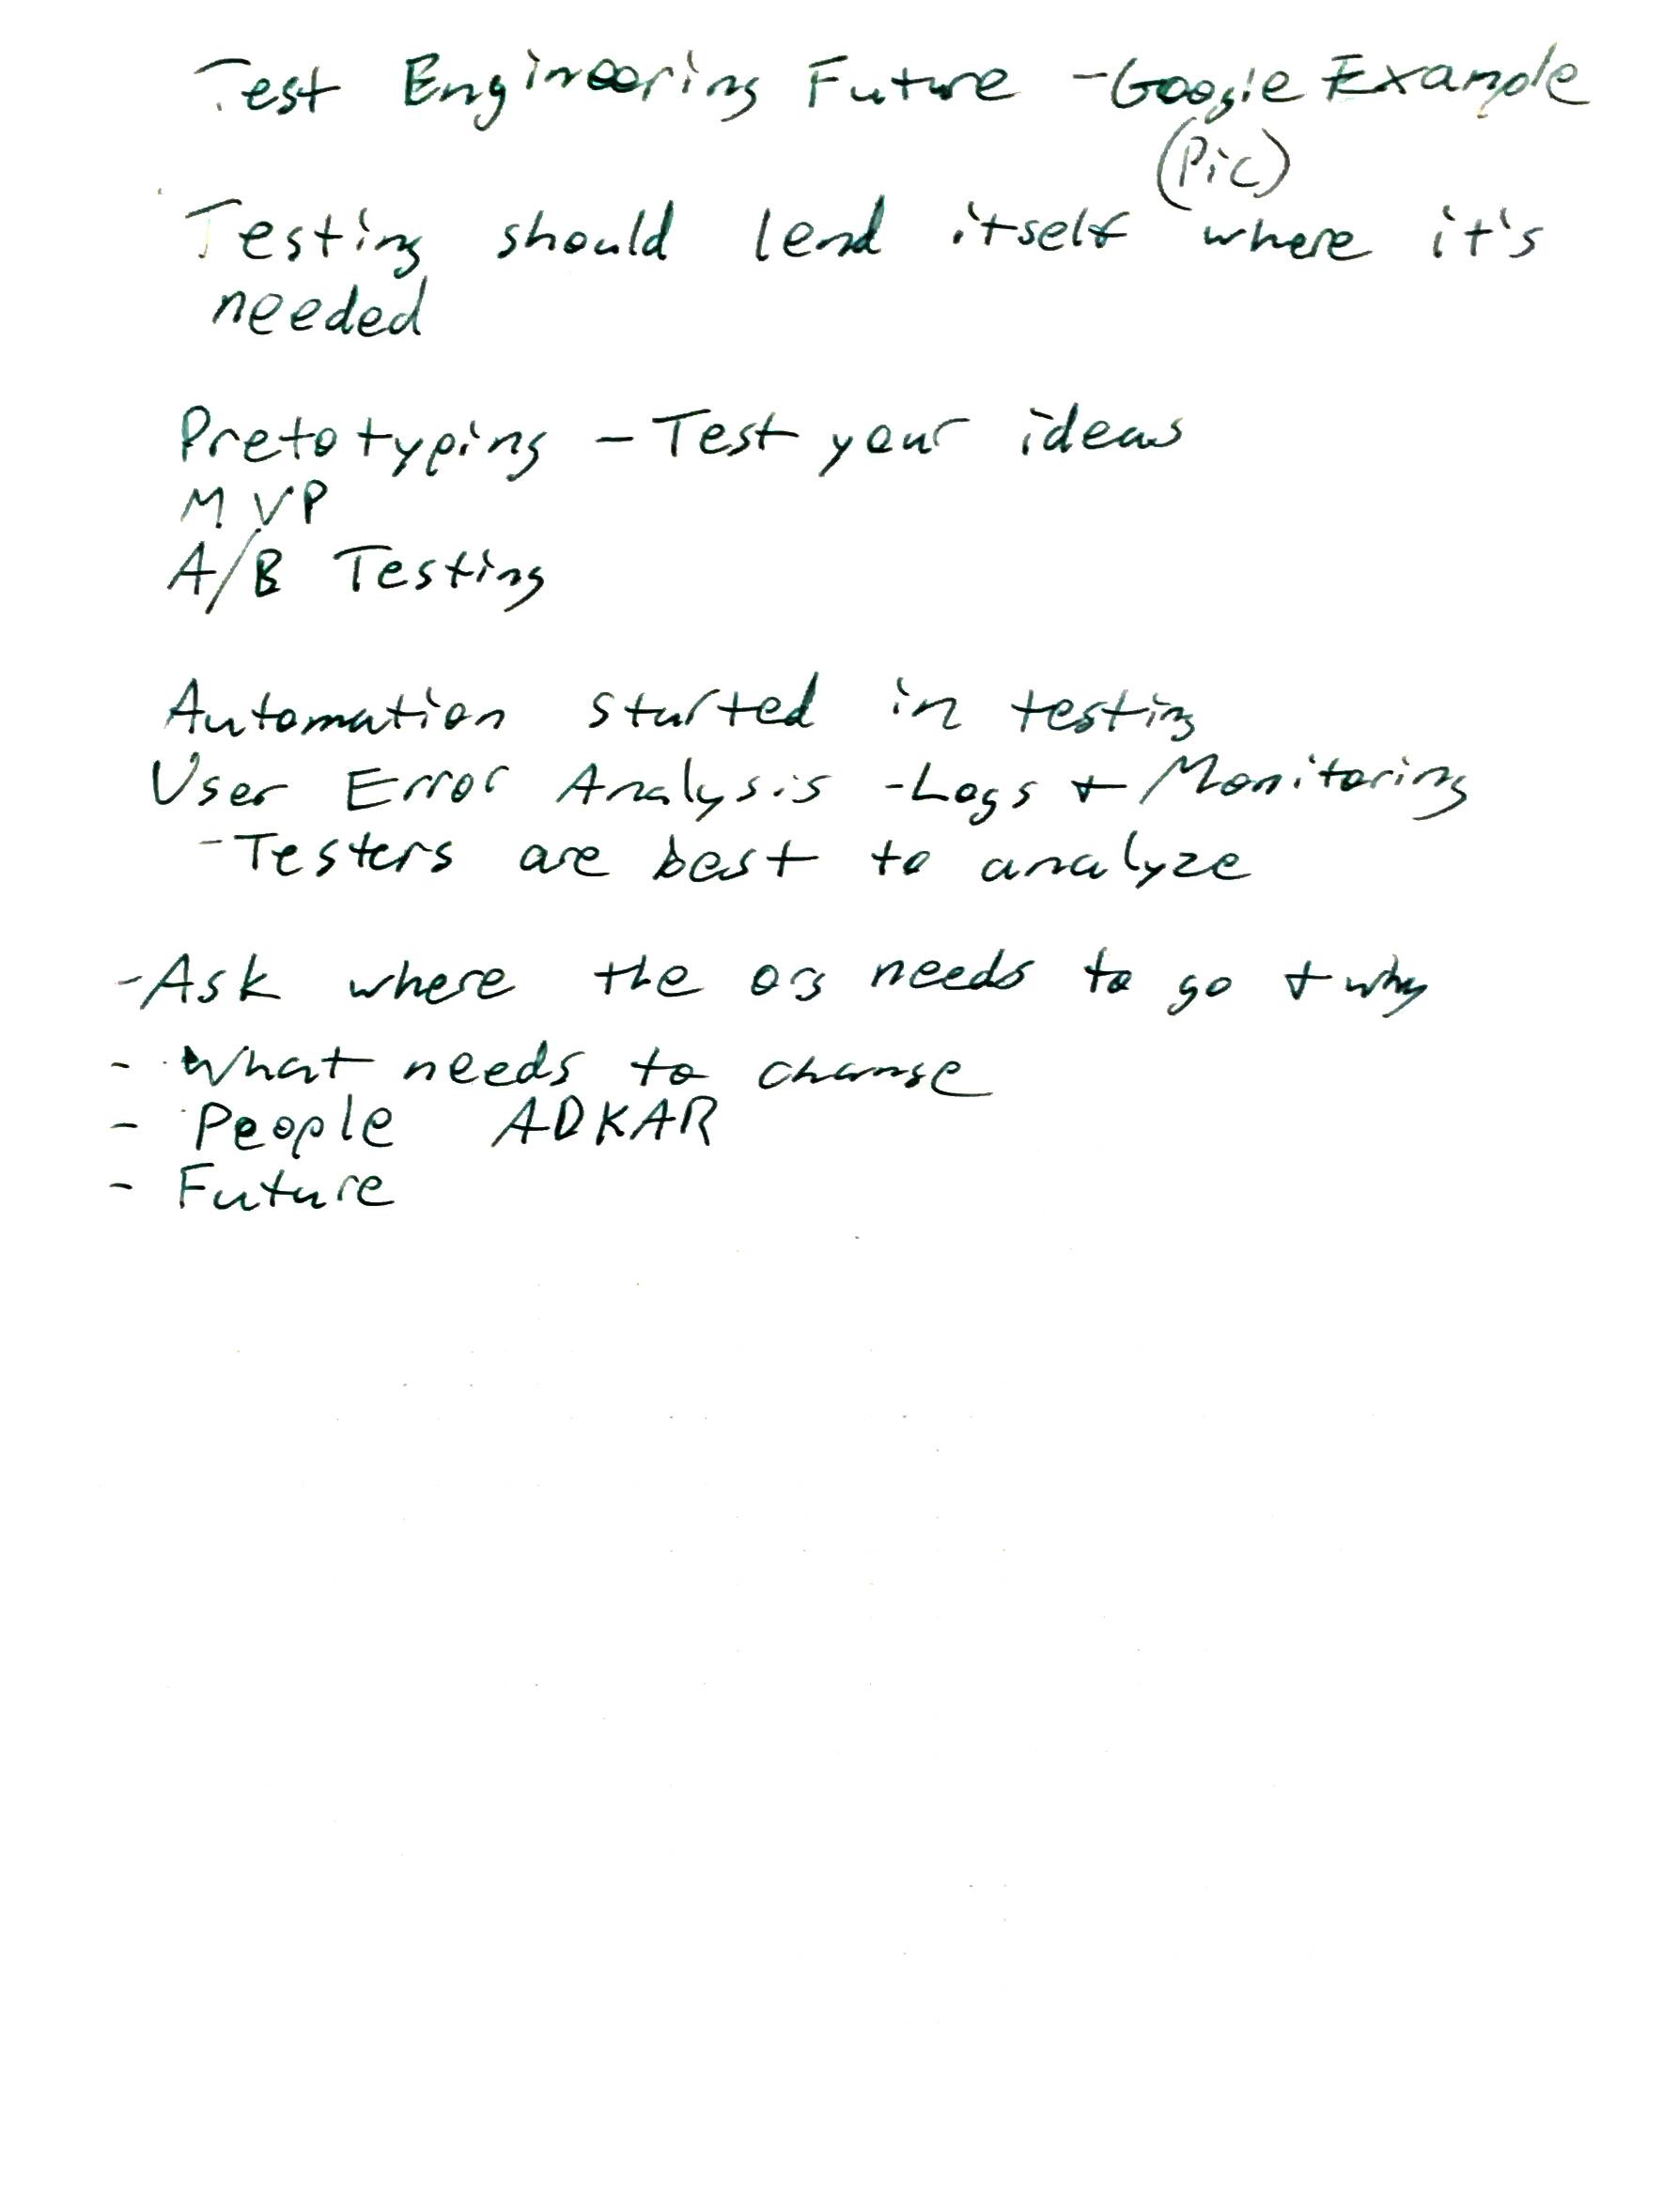 Test Engineering Future - Google Example
(Pic)
Testing should lend itself where it's
needed
Pretotyping - Test your ideas
MVP
A/B Testing
Automation started in testing
User Error Analysis - Logs + Monitoring
- Testers are best to analyze
- Ask where the org needs to go + why
- What needs to change
- People ADKAR
- Future